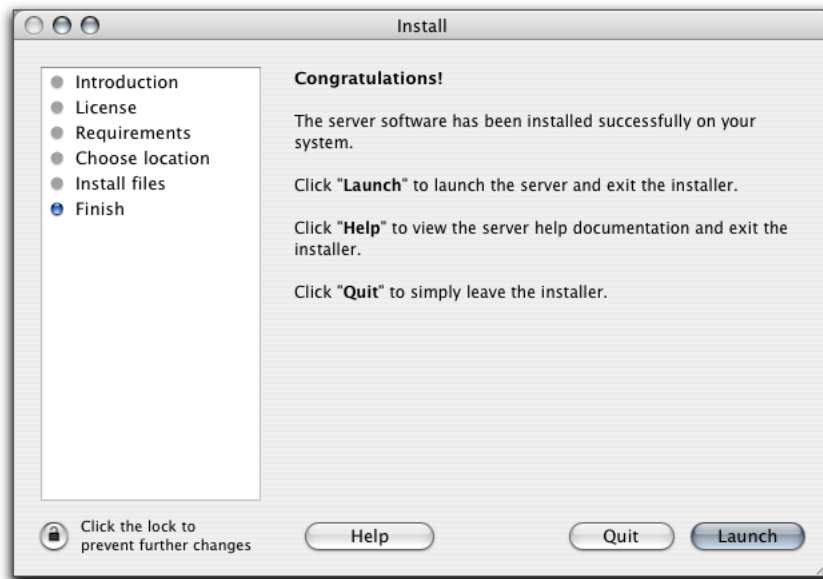 Install
Introduction
License
Requirements
Choose location
Install files
Finish
Congratulations!
The server software has been installed successfully on your
system.
Click "Launch" to launch the server and exit the installer.
Click "Help" to view the server help documentation and exit the
installer.
Click "Quit" to simply leave the installer.
Click the lock to
prevent further changes
Help
Quit
Launch